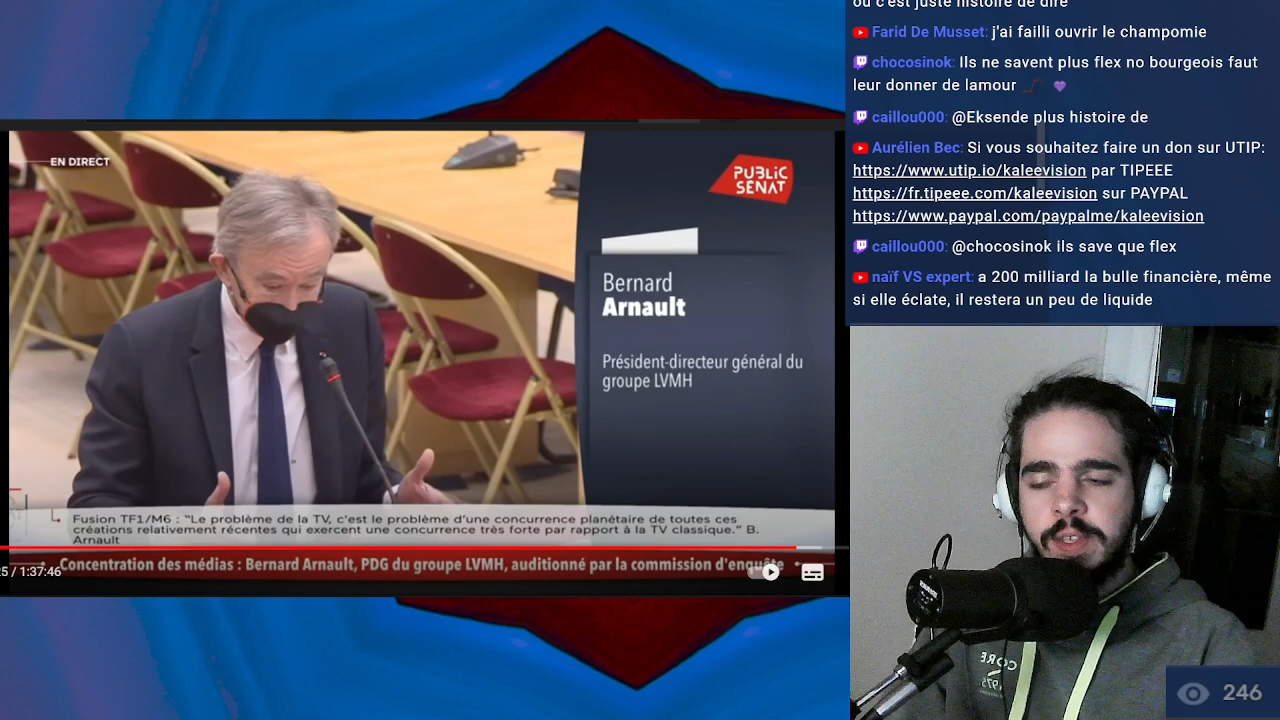 EN DIRECT
PUBLIC
SÉNAT
Bernard
Arnault
Président-directeur général du
groupe LVMH
Fusion TF1/M6 : "Le problème de la TV, c'est le problème d'une concurrence planétaire de toutes ces
créations relativement récentes qui exercent une concurrence très forte par rapport à la TV classique." B.
Arnault
Concentration des médias : Bernard Arnault, PDG du groupe LVMH, auditionné par la commission d'enquête
5 / 1:37:46
ou c'est juste histoire de dire
Farid De Musset: j'ai failli ouvrir le champomie
chocosinok: Ils ne savent plus flex no bourgeois faut
leur donner de lamour
caillou000: @Eksende plus histoire de
Aurélien Bec: Si vous souhaitez faire un don sur UTIP:
https://www.utip.io/kaleevision par TIPEEE
https://fr.tipeee.com/kaleevision sur PAYPAL
https://www.paypal.com/paypalme/kaleevision
caillou000: @chocosinok ils save que flex
naïf VS expert: a 200 milliard la bulle financière, même
si elle éclate, il restera un peu de liquide
CORE
1975
246